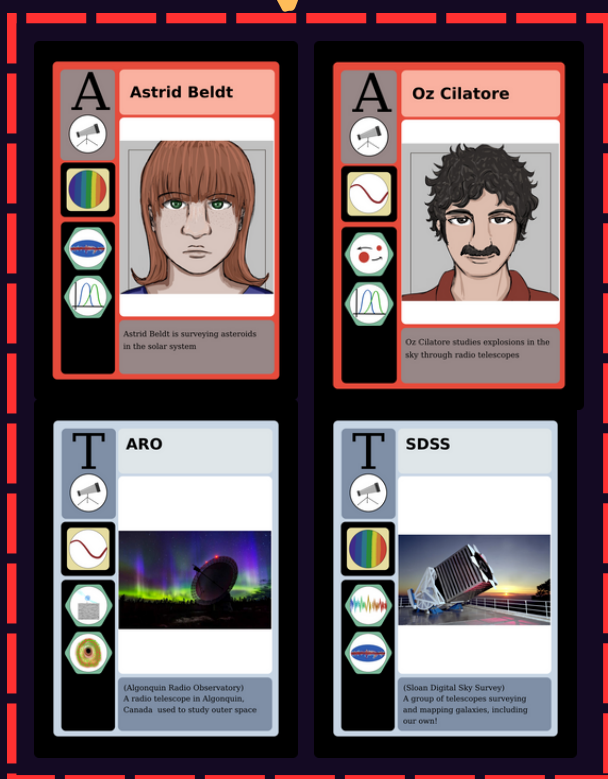 A
Astrid Beldt
Astrid Beldt is surveying asteroids
in the solar system
A
Oz Cilatore
Oz Cilatore studies explosions in the
sky through radio telescopes
T
ARO
(Algonquin Radio Observatory)
A radio telescope in Algonquin,
Canada used to study outer space
T
SDSS
(Sloan Digital Sky Survey)
A group of telescopes surveying
and mapping galaxies, including
our own!